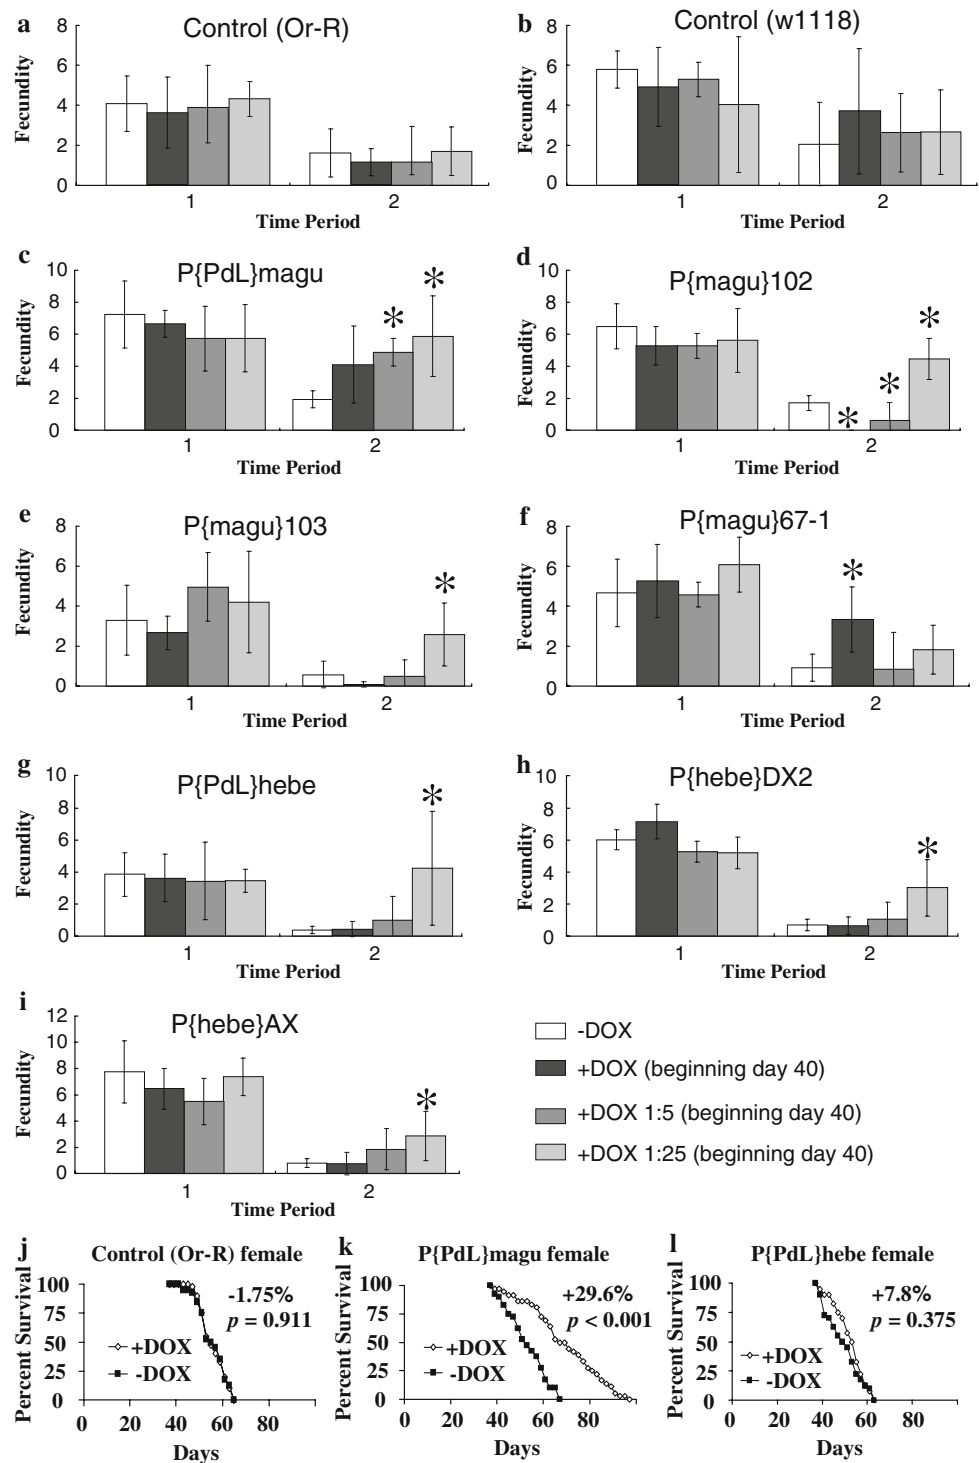 a
Control (Or-R)
Fecundity
8
6
4
2
0
1
2
Time Period
b
Control (w1118)
Fecundity
8
6
4
2
0
1
2
Time Period
c
P{PdL}magu
Fecundity
10
8
6
4
2
0
*
*
1
2
Time Period
d
P{magu}102
Fecundity
10
8
6
4
2
0
*
*
*
1
2
Time Period
e
P{magu}103
Fecundity
8
6
4
2
0
*
1
2
Time Period
f
P{magu}67-1
Fecundity
8
6
4
2
0
*
1
2
Time Period
g
P{PdL}hebe
Fecundity
10
8
6
4
2
0
*
1
2
Time Period
h
P{hebe}DX2
Fecundity
10
8
6
4
2
0
*
1
2
Time Period
i
P{hebe}AX
Fecundity
12
10
8
6
4
2
0
*
1
2
Time Period
-DOX
+DOX (beginning day 40)
+DOX 1:5 (beginning day 40)
+DOX 1:25 (beginning day 40)
j
Control (Or-R) female
Percent Survival
100
75
50
25
0
-1.75%
p = 0.911
+DOX
-DOX
0 20 40 60 80
Days
k
P{PdL}magu female
Percent Survival
100
75
50
25
0
+29.6%
p < 0.001
+DOX
-DOX
0 20 40 60 80
Days
l
P{PdL}hebe female
Percent Survival
100
75
50
25
0
+7.8%
p = 0.375
+DOX
-DOX
0 20 40 60 80
Days